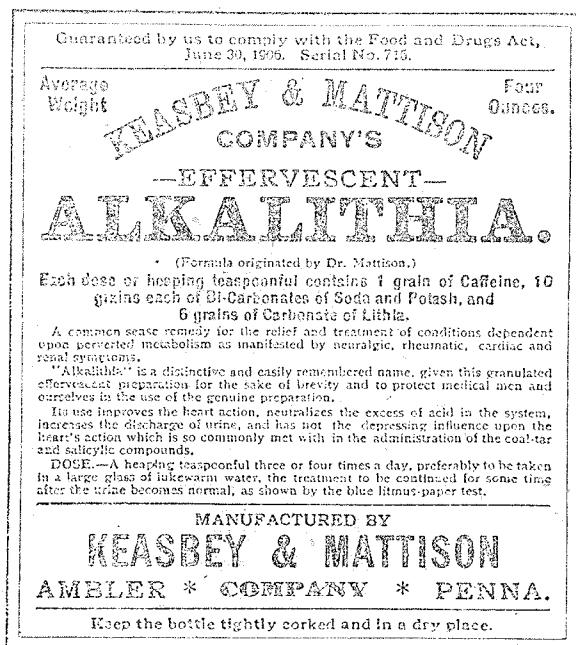 Guaranteed by us to comply with the Food and Drugs Act,
June 30, 1906. Serial No. 715.
Average
Weight
Four
Ounces.
KEASBEY & MATTISON
COMPANY'S
—EFFERVESCENT—
ALKALITHIA.
(Formula originated by Dr. Mattison.)
Each dose or heaping teaspoonful contains 1 grain of Caffeine, 10
grains each of Bi-Carbonates of Soda and Potash, and
5 grains of Carbonate of Lithia.
A common sense remedy for the relief and treatment of conditions dependent
upon perverted metabolism as manifested by neuralgic, rheumatic, cardiac and
renal symptoms.
"Alkalithia" is a distinctive and easily remembered name, given this granulated
effervescent preparation for the sake of brevity and to protect medical men and
ourselves in the use of the genuine preparation.
Its use improves the heart action, neutralizes the excess of acid in the system,
increases the discharge of urine, and has not the depressing influence upon the
heart's action which is so commonly met with in the administration of the coal-tar
and salicylic compounds.
DOSE.—A heaping teaspoonful three or four times a day, preferably to be taken
in a large glass of lukewarm water, the treatment to be continued for some time
after the urine becomes normal, as shown by the blue litmus-paper test.
MANUFACTURED BY
KEASBEY & MATTISON
AMBLER * COMPANY * PENNA.
Keep the bottle tightly corked and in a dry place.